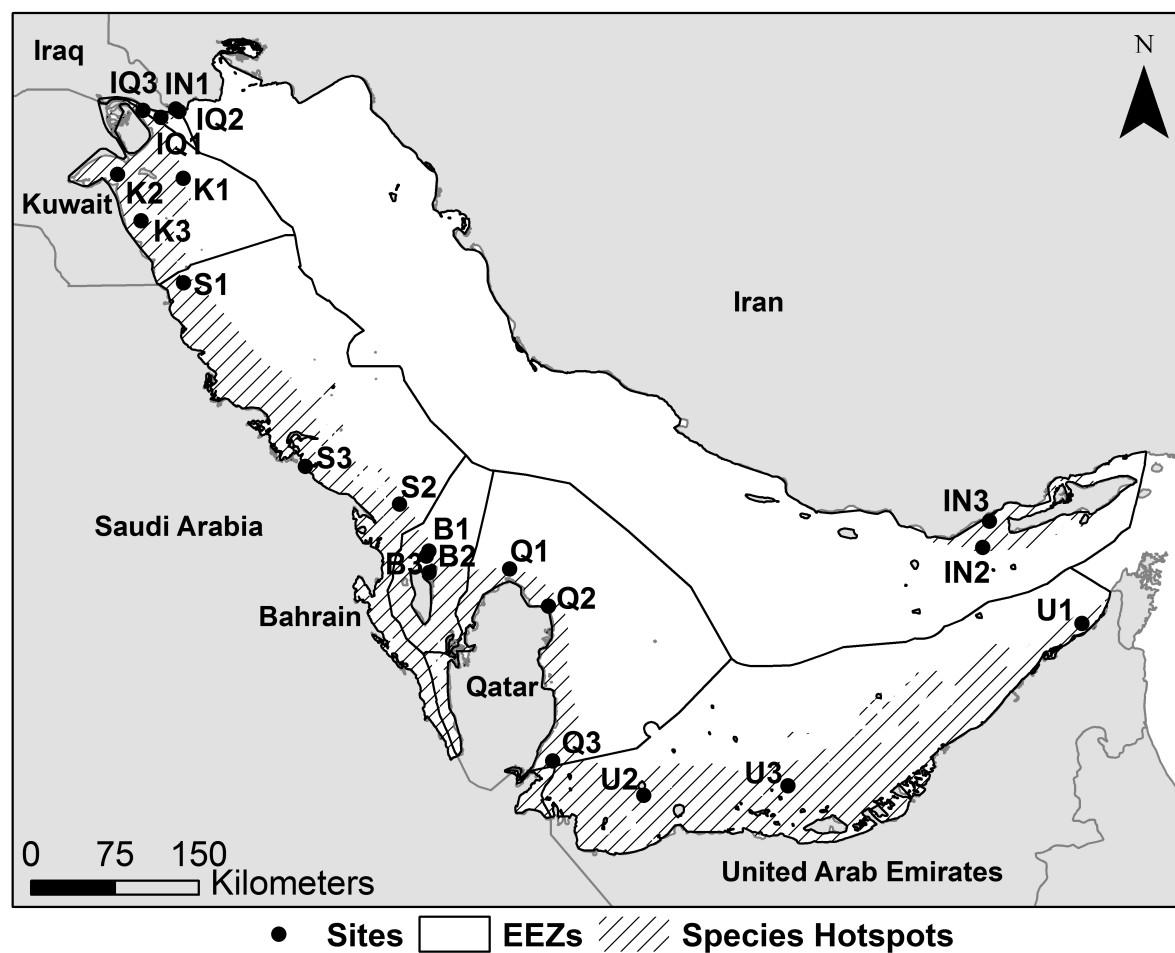 N
Iraq
IQ3 IN1
IQ2
IQ1
K2 K1
Kuwait
K3
S1
Iran
S3
S2
IN3
Saudi Arabia
B1
B3 B2 Q1
IN2
Q2
Bahrain
U1
Qatar
Q3
U2 U3
0 75 150
Kilometers
United Arab Emirates
Sites EEZs Species Hotspots